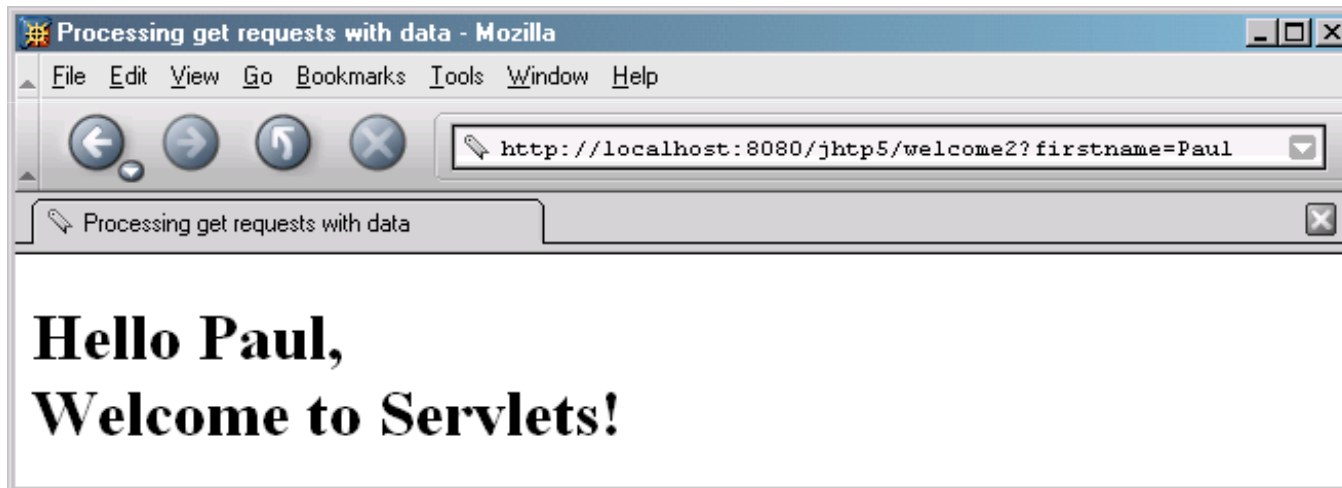 Processing get requests with data - Mozilla
File Edit View Go Bookmarks Tools Window Help
http://localhost:8080/jhtp5/welcome2?firstname=Paul
Processing get requests with data
Hello Paul,
Welcome to Servlets!